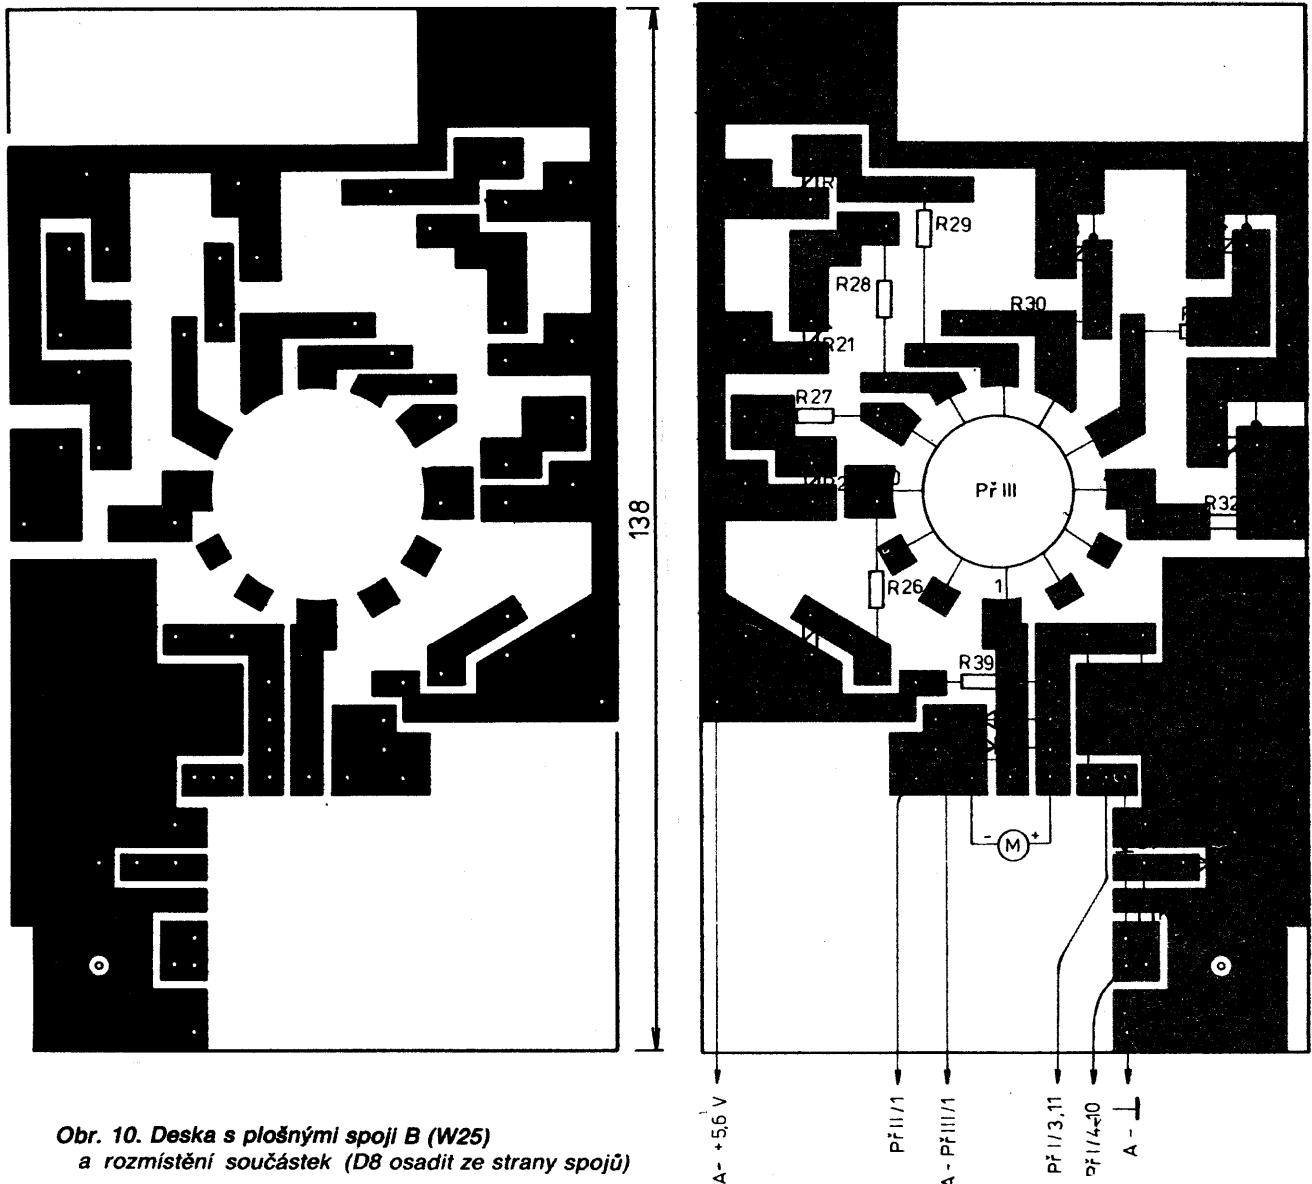 138
R29
R28
R30
R21
R27
Př III
R32
R26
1
R39
- M +
A- +5,6 V
Př II/1
A - Př III/1
Př I/3,11
Př I/4-10
A - ⊥
Obr. 10. Deska s plošnými spoji B (W25)
a rozmístění součástek (D8 osadit ze strany spojů)